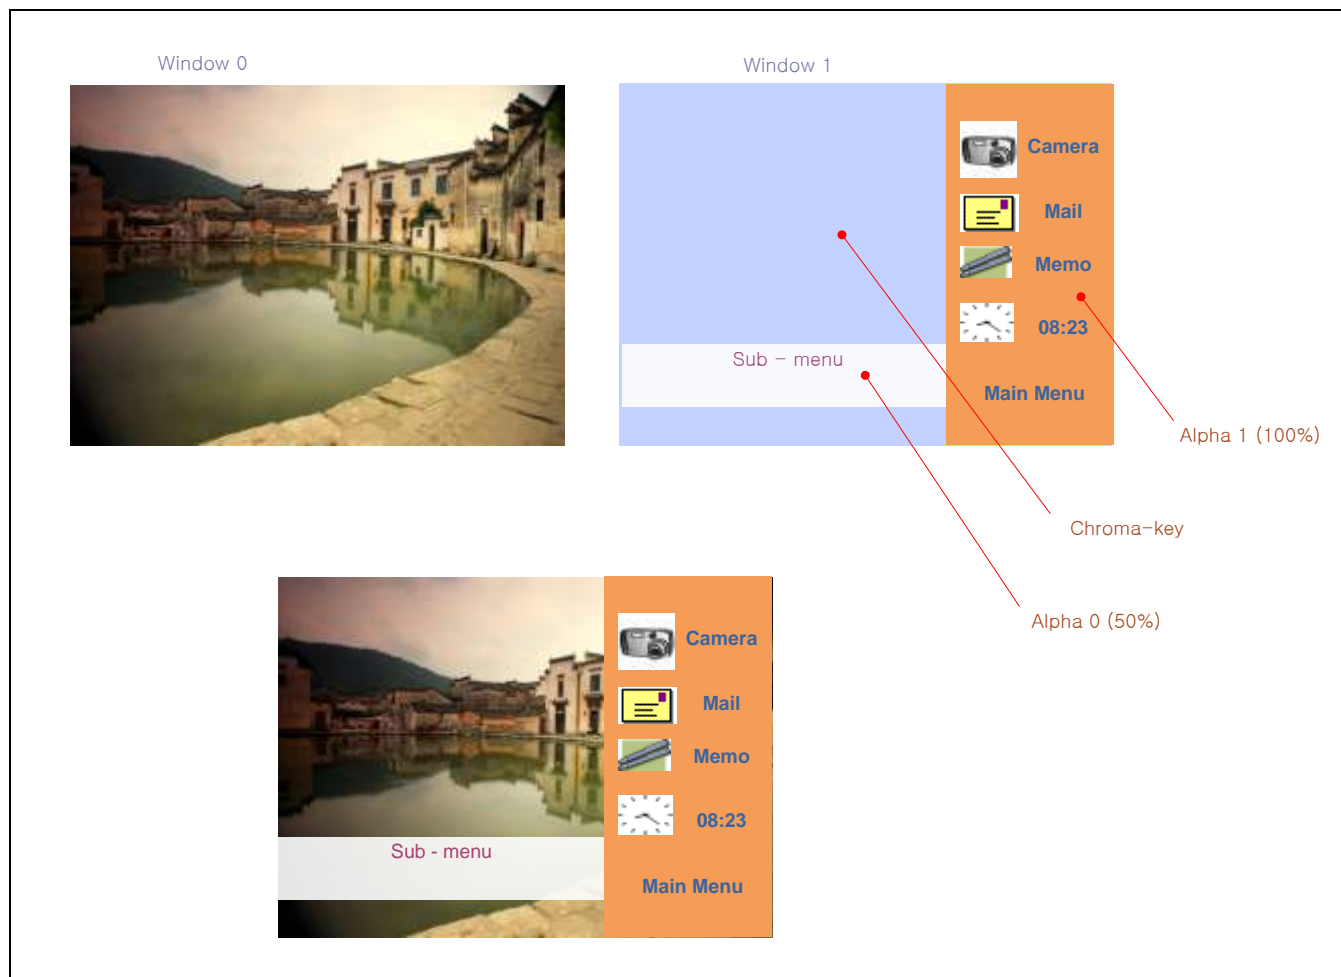 Window 0
Window 1
Camera
Mail
Memo
08:23
Sub - menu
Main Menu
Alpha 1 (100%)
Chroma-key
Alpha 0 (50%)
Camera
Mail
Memo
08:23
Sub - menu
Main Menu